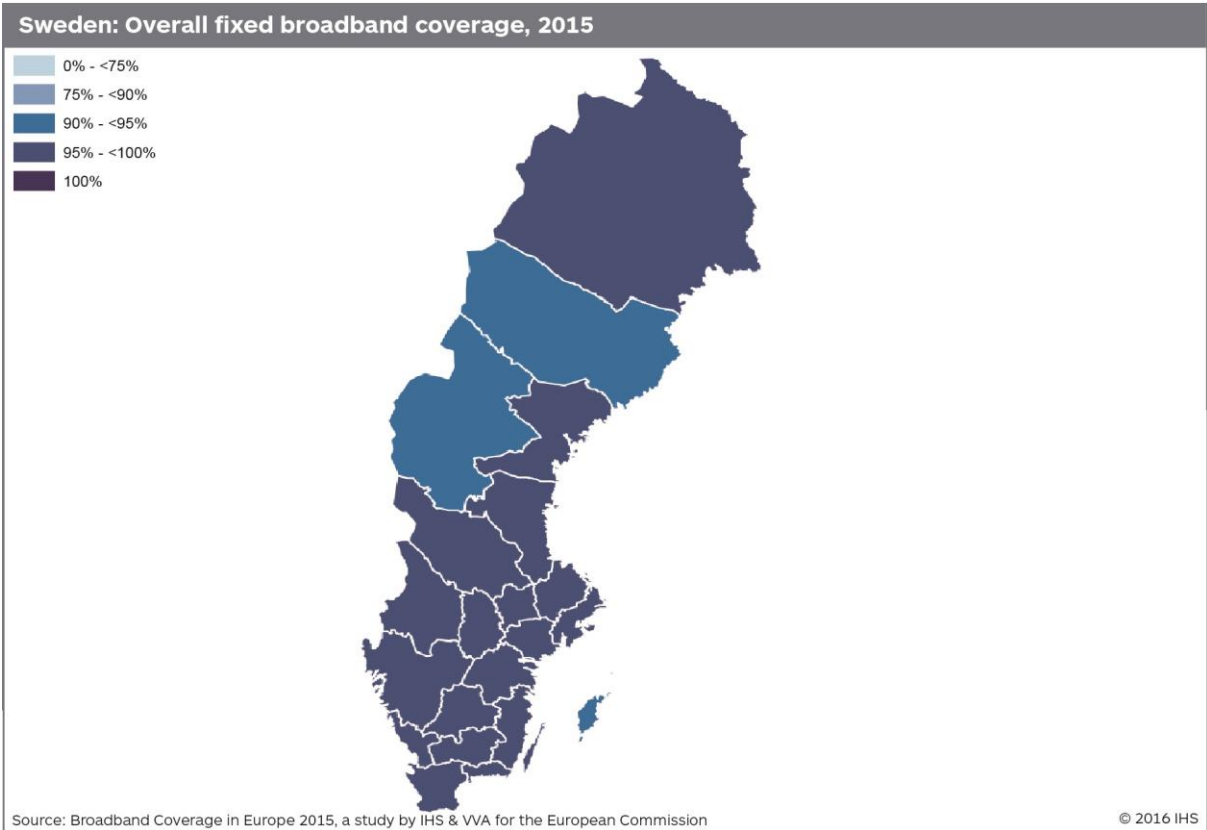 Sweden: Overall fixed broadband coverage, 2015
0% - <75%
75% - <90%
90% - <95%
95% - <100%
100%
Source: Broadband Coverage in Europe 2015, a study by IHS & VVA for the European Commission
© 2016 IHS